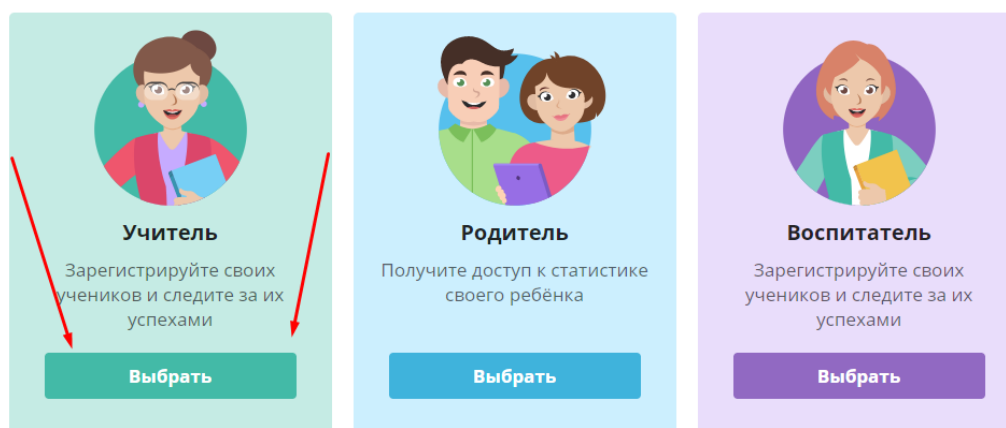 Учитель
Зарегистрируйте своих
учеников и следите за их
успехами
Выбрать
Родитель
Получите доступ к статистике
своего ребёнка
Выбрать
Воспитатель
Зарегистрируйте своих
учеников и следите за их
успехами
Выбрать